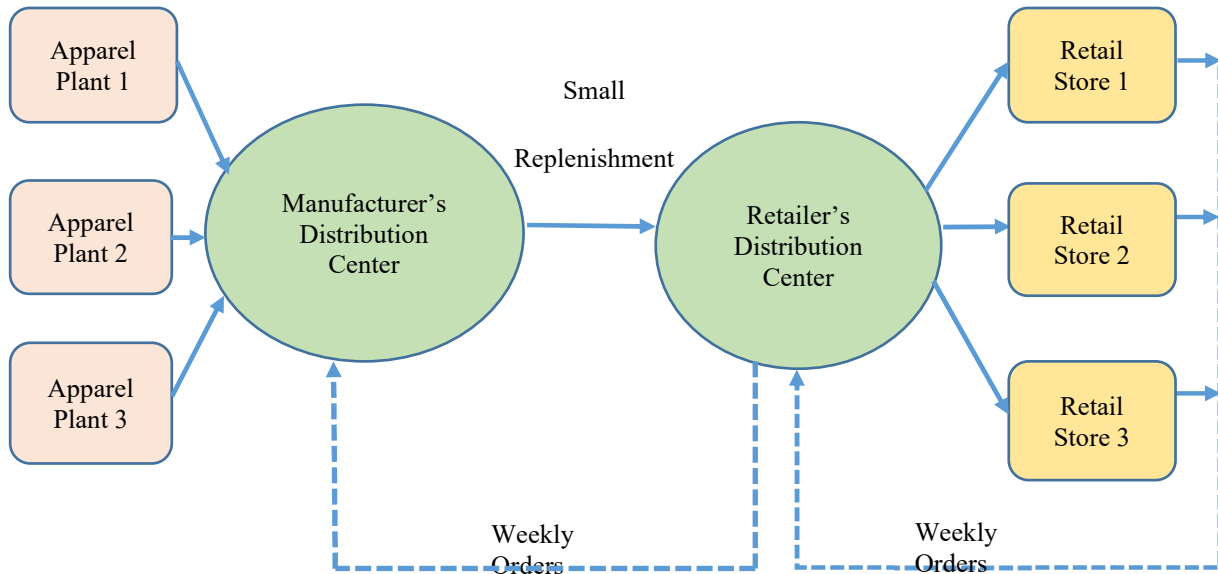 Apparel
Plant 1
Apparel
Plant 2
Apparel
Plant 3
Manufacturer’s
Distribution
Center
Small
Replenishment
Retailer’s
Distribution
Center
Retail
Store 1
Retail
Store 2
Retail
Store 3
Weekly
Orders
Weekly
Orders